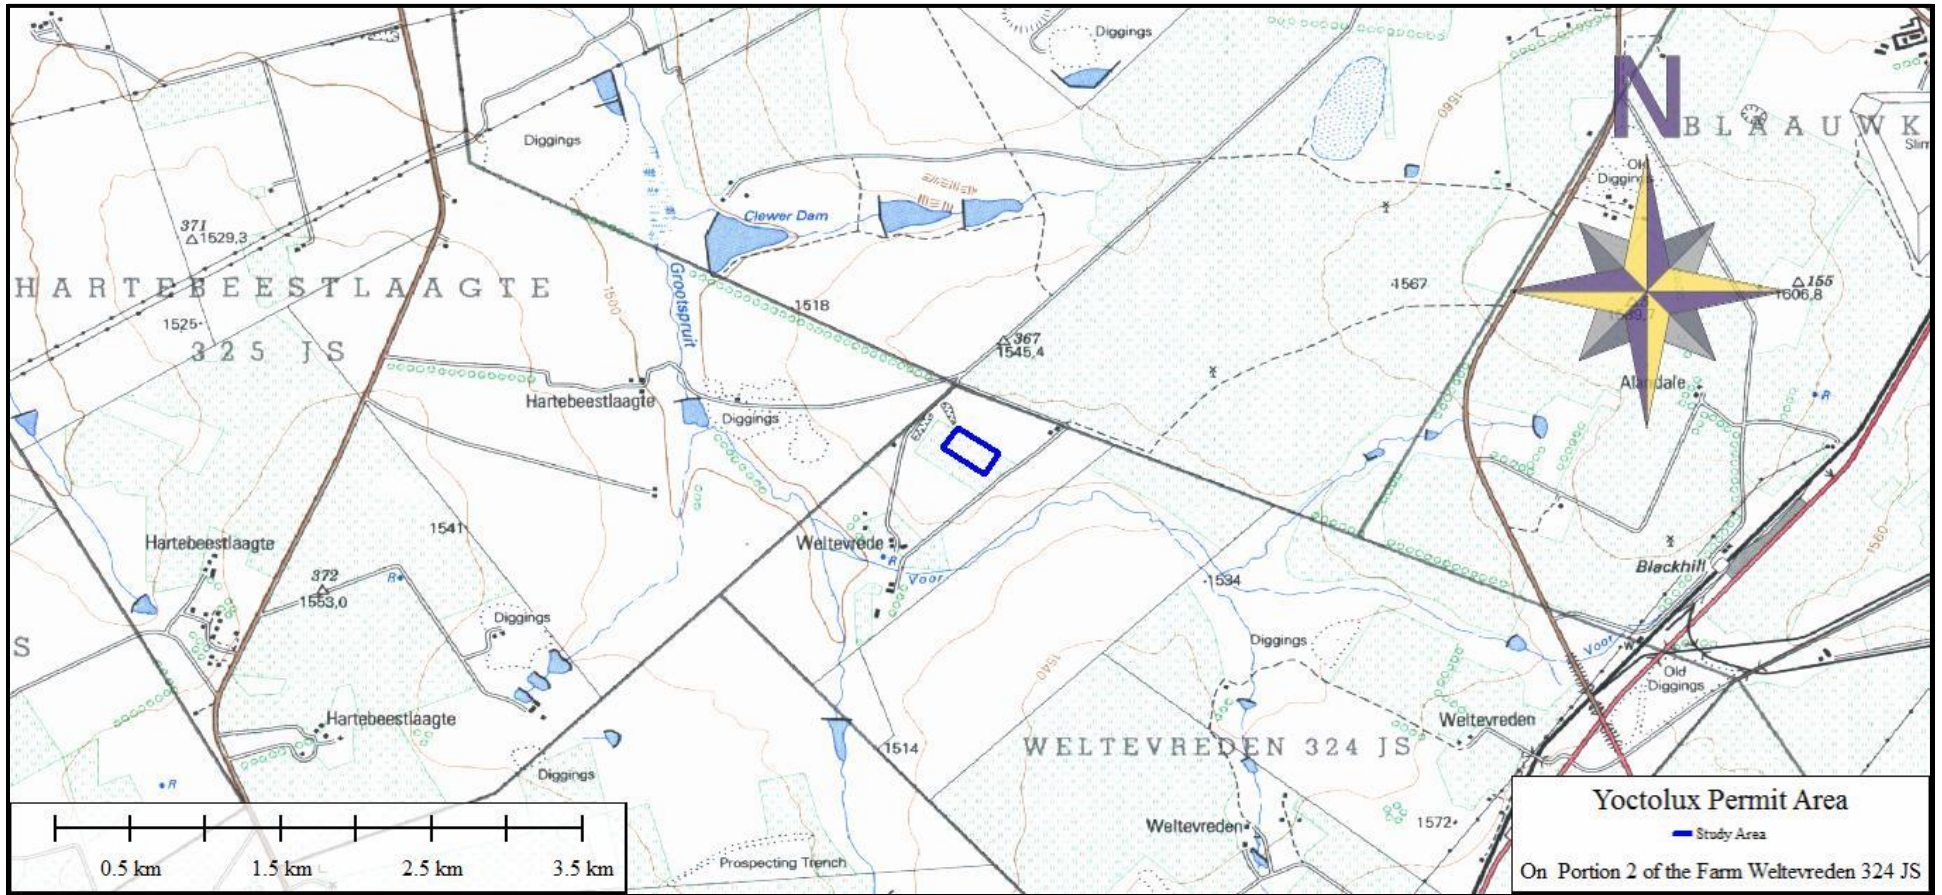 Diggings
N
BLAAUWK
Slim
Diggings
1560
Old
Diggings
371
1529,3
Clewer Dam
HARTEBEESTLAAGTE
325 JS
1525
1500
Grootspruit
1518
1567
155
1606,8
367
1545,4
Alandale
R
Hartebeestlaagte
Diggings
1541
Hartebeestlaagte
372
1553,0
R
Weltevrede
R
Voor
1534
Blackhill
1560
Diggings
Diggings
Voor
W
Old
Diggings
S
1540
Hartebeestlaagte
Weltevreden
1514
WELTEVREDEN 324 JS
Diggings
R
Weltevreden
1572
Prospecting Trench
0.5 km 1.5 km 2.5 km 3.5 km
Yoctolux Permit Area
Study Area
On Portion 2 of the Farm Weltevreden 324 JS